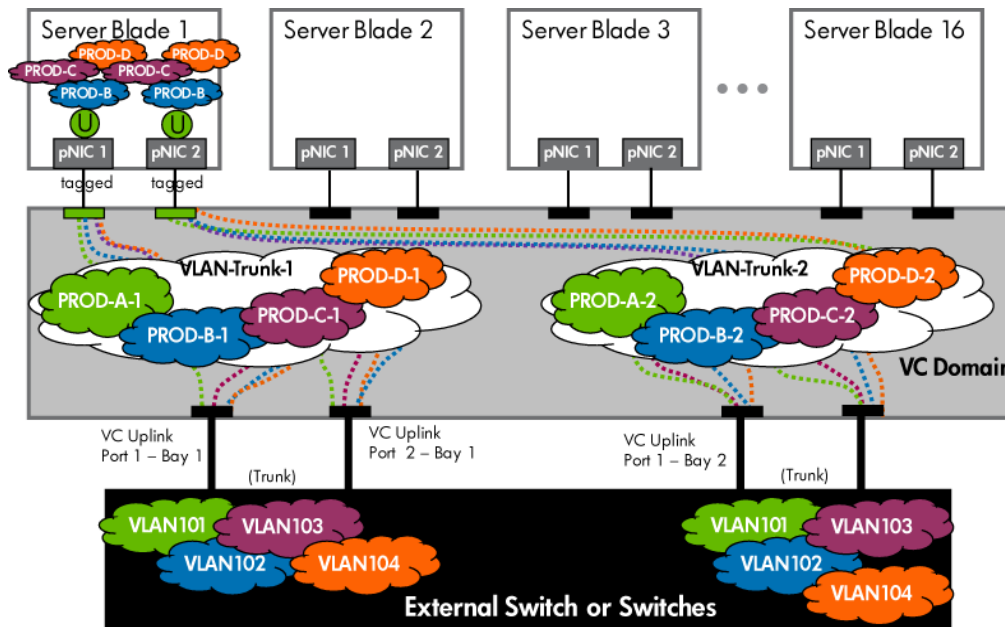 Server Blade 1
Server Blade 2
Server Blade 3
Server Blade 16
PROD-D
PROD-D
PROD-C
PROD-C
PROD-B
PROD-B
U
U
pNIC 1
pNIC 2
pNIC 1
pNIC 2
pNIC 1
pNIC 2
pNIC 1
pNIC 2
tagged
tagged
VLAN-Trunk-1
PROD-D-1
PROD-A-1
PROD-C-1
PROD-B-1
VLAN-Trunk-2
PROD-D-2
PROD-A-2
PROD-C-2
PROD-B-2
VC Domain
VC Uplink
Port 1 – Bay 1
(Trunk)
VC Uplink
Port 2 – Bay 1
VC Uplink
Port 1 – Bay 2
(Trunk)
VLAN101
VLAN103
VLAN102
VLAN104
VLAN101
VLAN103
VLAN102
VLAN104
External Switch or Switches